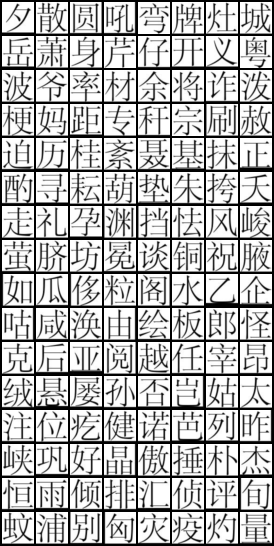 夕散圆吼弯牌灶城
岳萧身芹仔开义粤
波爷率材余将诈泼
梗妈距专秆宗刷赦
迫历桂紊聂基抹正
酌寻耘葫垫朱挎夭
走礼孕渊挡怯风峻
萤脐坊冕谈铜祝腋
如瓜侈粒阁水乙企
咕咸涣由绘板郎怪
克后亚阅越任宰昂
绒悬屡孙否岂姑太
注位疙健诺芭列昨
峡巩好晶傲捶朴杰
恒雨倾排汇侦评旬
蚊浦别匈灾疫灼量